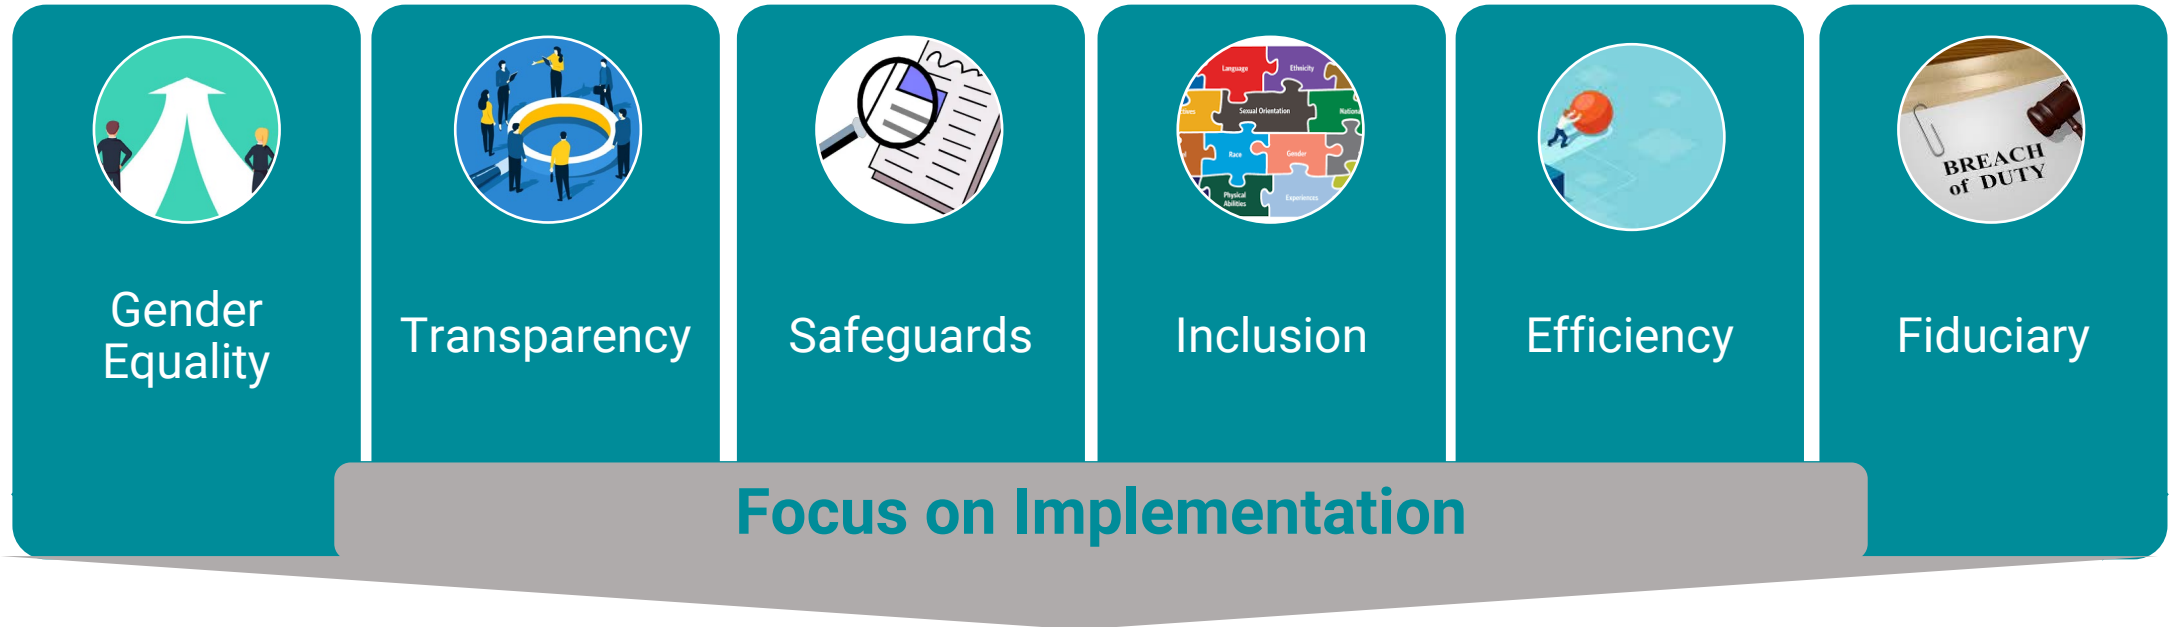 Language
Ethnicity
Sexual Orientation
Race
Gender
Physical
Abilities
Experiences
BREACH
of DUTY
Gender
Equality
Transparency
Safeguards
Inclusion
Efficiency
Fiduciary
Focus on Implementation